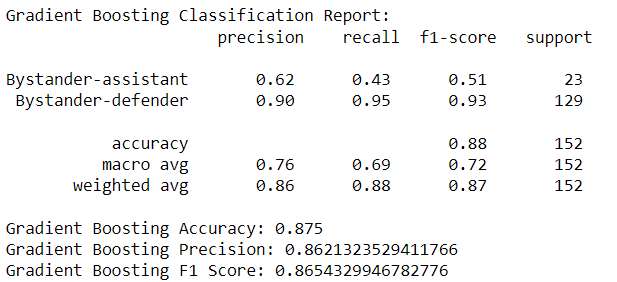 Gradient Boosting Classification Report:
precision recall f1-score support
Bystander-assistant 0.62 0.43 0.51 23
Bystander-defender 0.90 0.95 0.93 129
accuracy 0.88 152
macro avg 0.76 0.69 0.72 152
weighted avg 0.86 0.88 0.87 152
Gradient Boosting Accuracy: 0.875
Gradient Boosting Precision: 0.8621323529411766
Gradient Boosting F1 Score: 0.8654329946782776